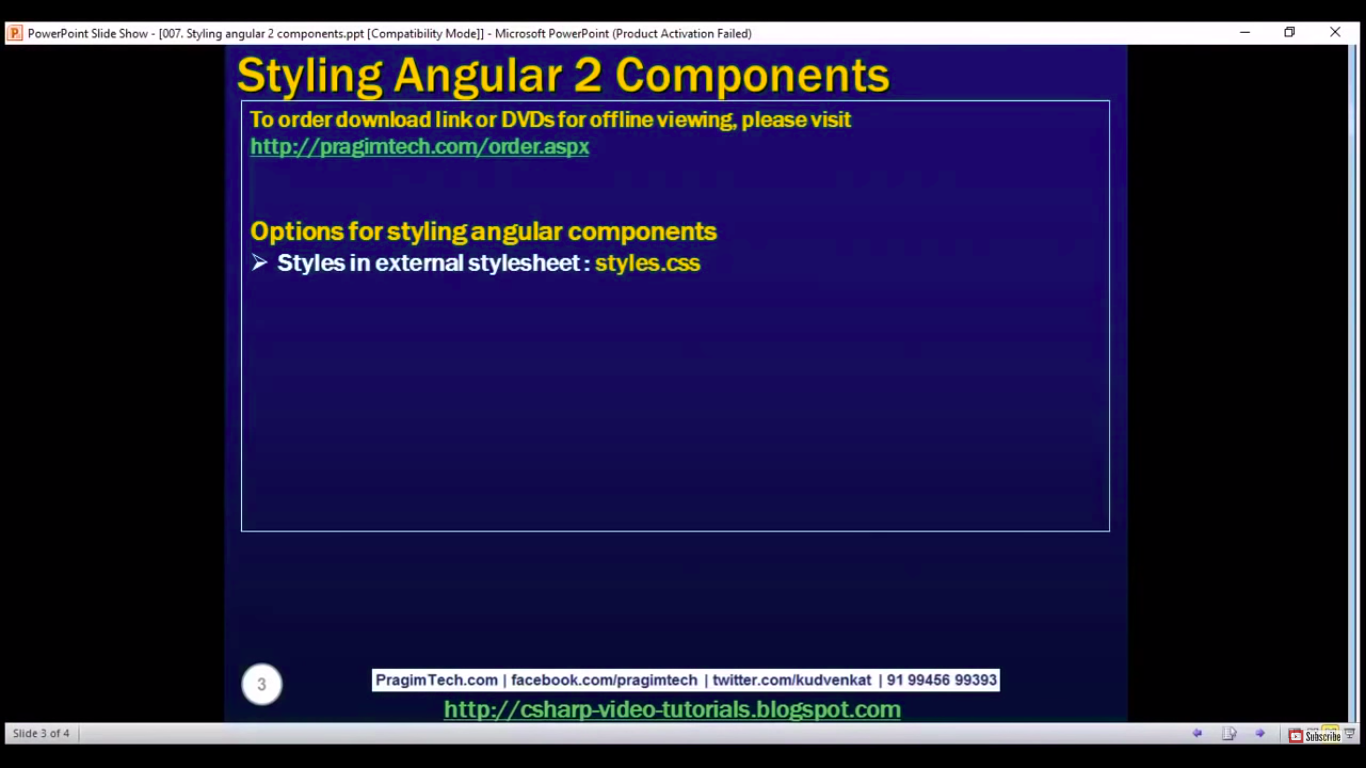 PowerPoint Slide Show - [007. Styling angular 2 components.ppt [Compatibility Mode]] - Microsoft PowerPoint (Product Activation Failed)
Styling Angular 2 Components
To order download link or DVDs for offline viewing, please visit
http://pragimtech.com/order.aspx
Options for styling angular components
➢ Styles in external stylesheet : styles.css
3
PragimTech.com | facebook.com/pragimtech | twitter.com/kudvenkat | 91 99456 99393
http://csharp-video-tutorials.blogspot.com
Slide 3 of 4
Subscribe